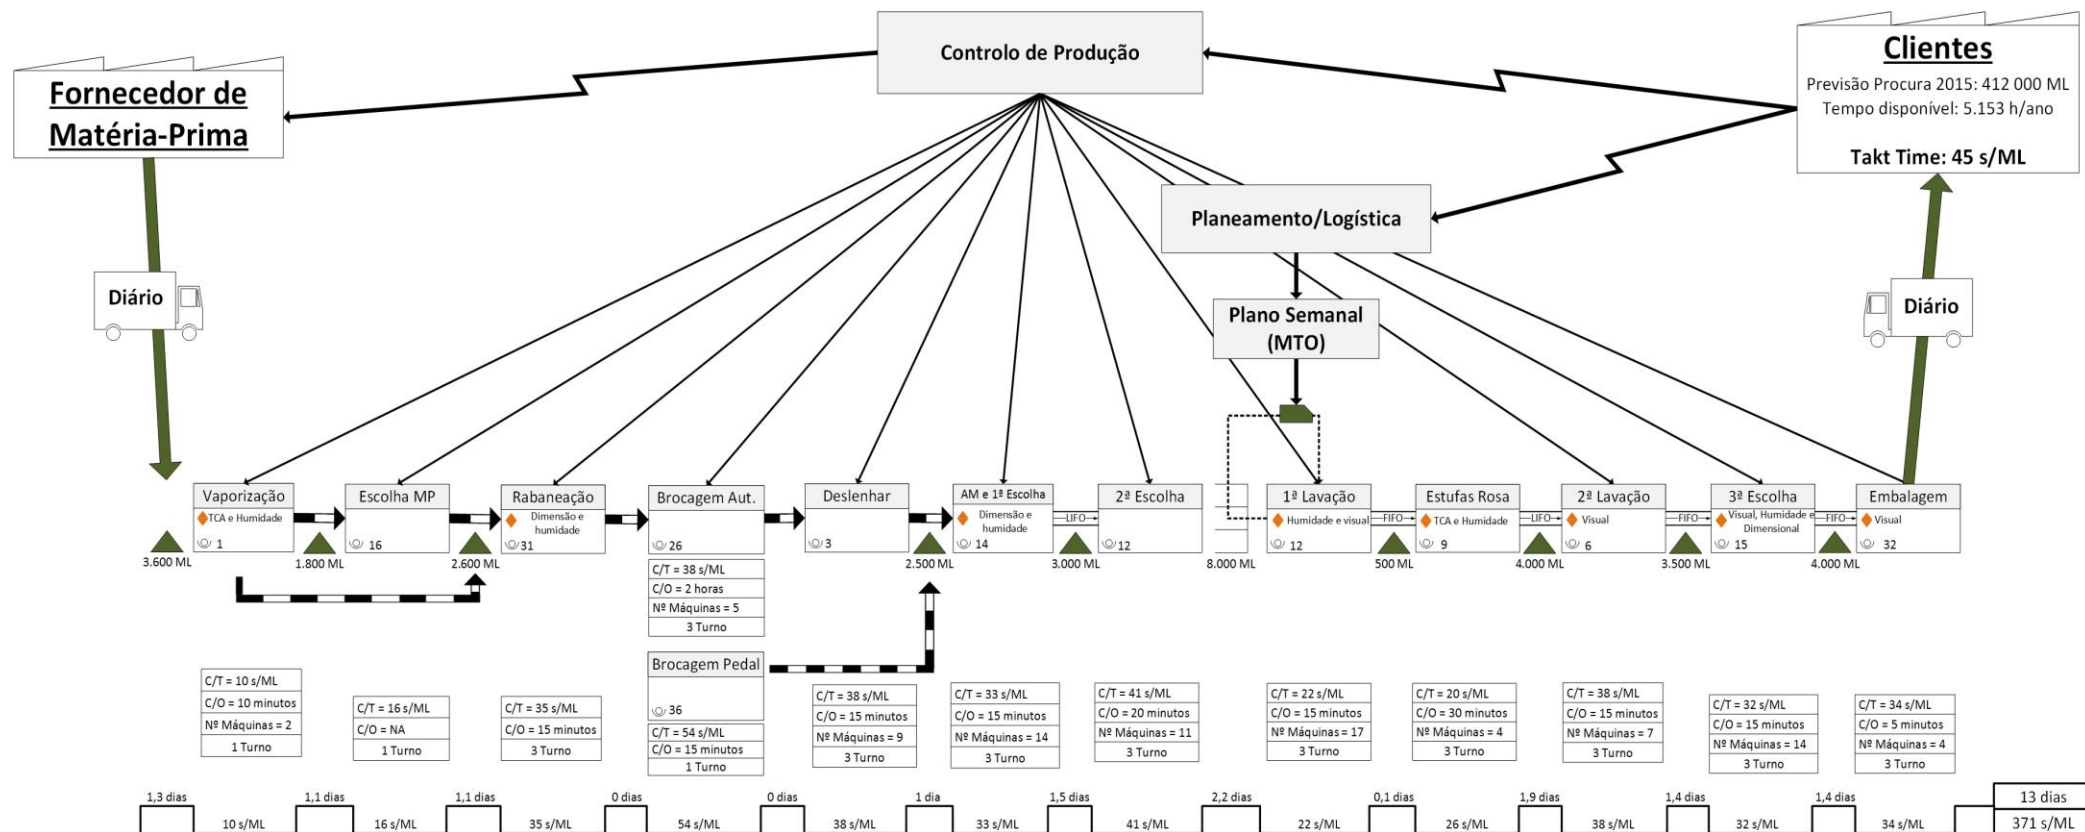 Controlo de Produção
Clientes
Previsão Procura 2015: 412 000 ML
Tempo disponível: 5.153 h/ano
Takt Time: 45 s/ML
Fornecedor de
Matéria-Prima
Planeamento/Logística
Diário
Diário
Plano Semanal
(MTO)
3.600 ML
Vaporização
TCA e Humidade
1
1.800 ML
Escolha MP
16
2.600 ML
Rabaneação
Dimensão e
humidade
31
Brocagem Aut.
26
C/T = 38 s/ML
C/O = 2 horas
Nº Máquinas = 5
3 Turno
Deslenhar
3
2.500 ML
AM e 1ª Escolha
Dimensão e
humidade
14
LIFO
3.000 ML
2ª Escolha
12
8.000 ML
1ª Lavação
Humidade e visual
12
FIFO
500 ML
Estufas Rosa
TCA e Humidade
9
LIFO
4.000 ML
2ª Lavação
Visual
6
FIFO
3.500 ML
3ª Escolha
Visual, Humidade e
Dimensional
15
FIFO
4.000 ML
Embalagem
Visual
32
C/T = 10 s/ML
C/O = 10 minutos
Nº Máquinas = 2
1 Turno
C/T = 16 s/ML
C/O = NA
1 Turno
C/T = 35 s/ML
C/O = 15 minutos
3 Turno
Brocagem Pedal
36
C/T = 54 s/ML
C/O = 15 minutos
1 Turno
C/T = 38 s/ML
C/O = 15 minutos
Nº Máquinas = 9
3 Turno
C/T = 33 s/ML
C/O = 15 minutos
Nº Máquinas = 14
3 Turno
C/T = 41 s/ML
C/O = 20 minutos
Nº Máquinas = 11
3 Turno
C/T = 22 s/ML
C/O = 15 minutos
Nº Máquinas = 17
3 Turno
C/T = 20 s/ML
C/O = 30 minutos
Nº Máquinas = 4
3 Turno
C/T = 38 s/ML
C/O = 15 minutos
Nº Máquinas = 7
3 Turno
C/T = 32 s/ML
C/O = 15 minutos
Nº Máquinas = 14
3 Turno
C/T = 34 s/ML
C/O = 5 minutos
Nº Máquinas = 4
3 Turno
1,3 dias 1,1 dias 1,1 dias 0 dias 0 dias 1 dia 1,5 dias 2,2 dias 0,1 dias 1,9 dias 1,4 dias 1,4 dias 13 dias
10 s/ML 16 s/ML 35 s/ML 54 s/ML 38 s/ML 33 s/ML 41 s/ML 22 s/ML 26 s/ML 38 s/ML 32 s/ML 34 s/ML 371 s/ML